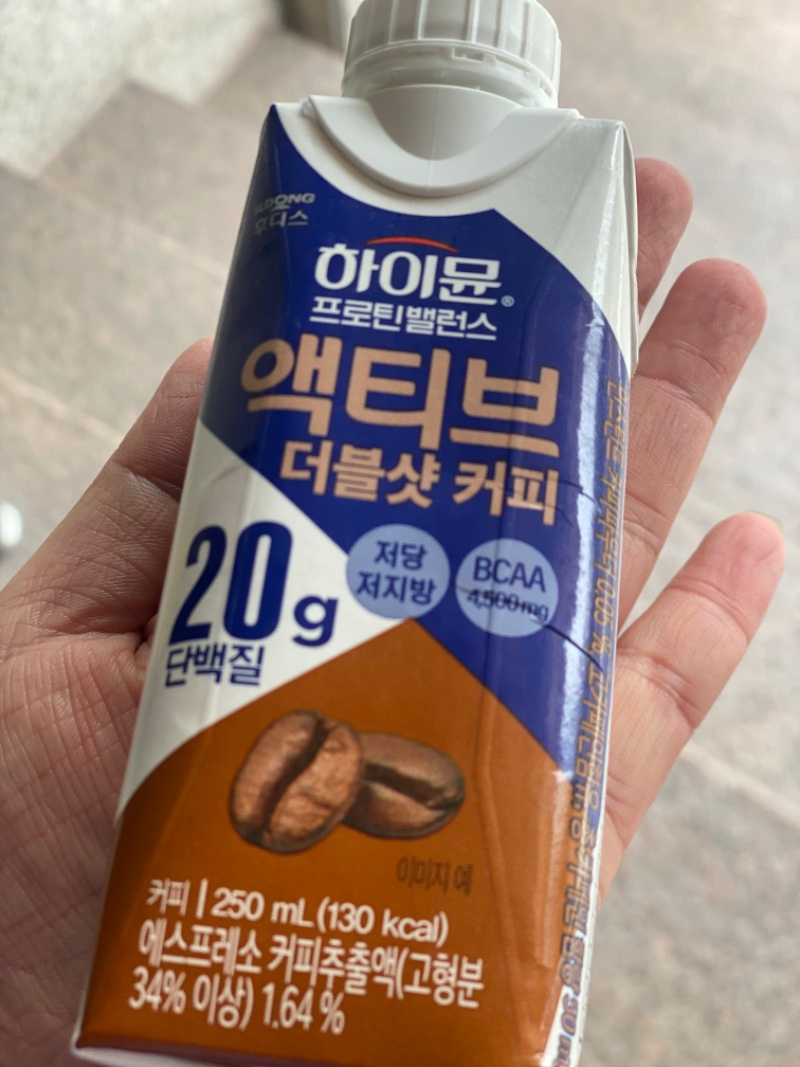 ILDONG
후디스
하이뮨®
프로틴밸런스
액티브
더블샷 커피
20g
단백질
저당
저지방
BCAA
4,500mg
이미지 예
커피 | 250 mL (130 kcal)
에스프레소 커피추출액(고형분
34% 이상) 1.64 %